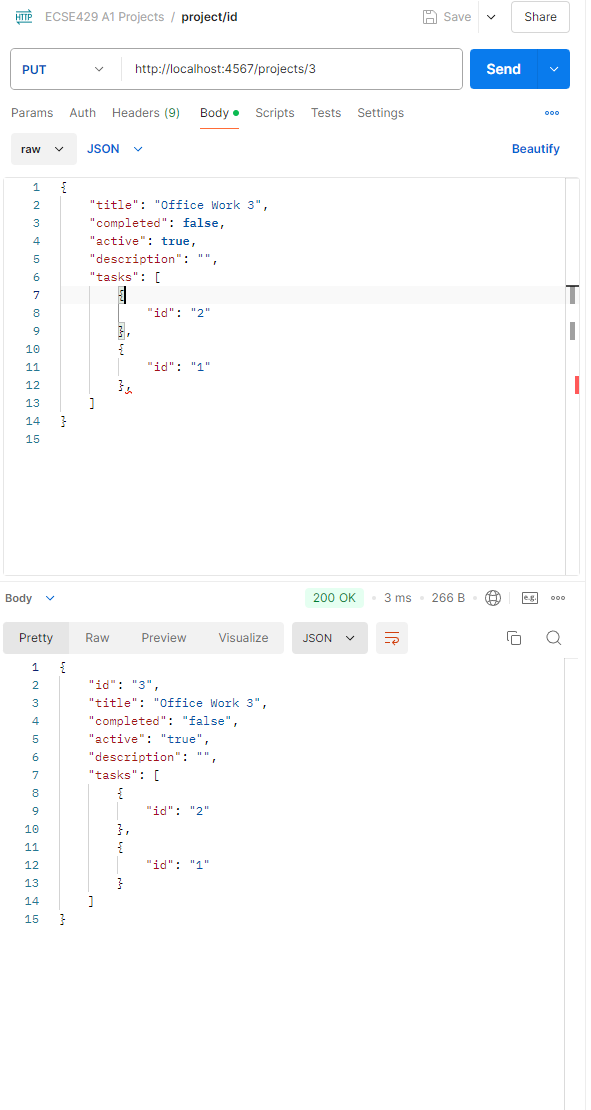 HTTP ECSE429 A1 Projects / project/id Save Share
PUT http://localhost:4567/projects/3 Send
Params Auth Headers (9) Body Scripts Tests Settings
raw JSON Beautify
1 {
2 "title": "Office Work 3",
3 "completed": false,
4 "active": true,
5 "description": "",
6 "tasks": [
7 {
8 "id": "2"
9 },
10 {
11 "id": "1"
12 },
13 ]
14 }
15
Body 200 OK 3 ms 266 B e.g.
Pretty Raw Preview Visualize JSON
1 {
2 "id": "3",
3 "title": "Office Work 3",
4 "completed": "false",
5 "active": "true",
6 "description": "",
7 "tasks": [
8 {
9 "id": "2"
10 },
11 {
12 "id": "1"
13 }
14 ]
15 }